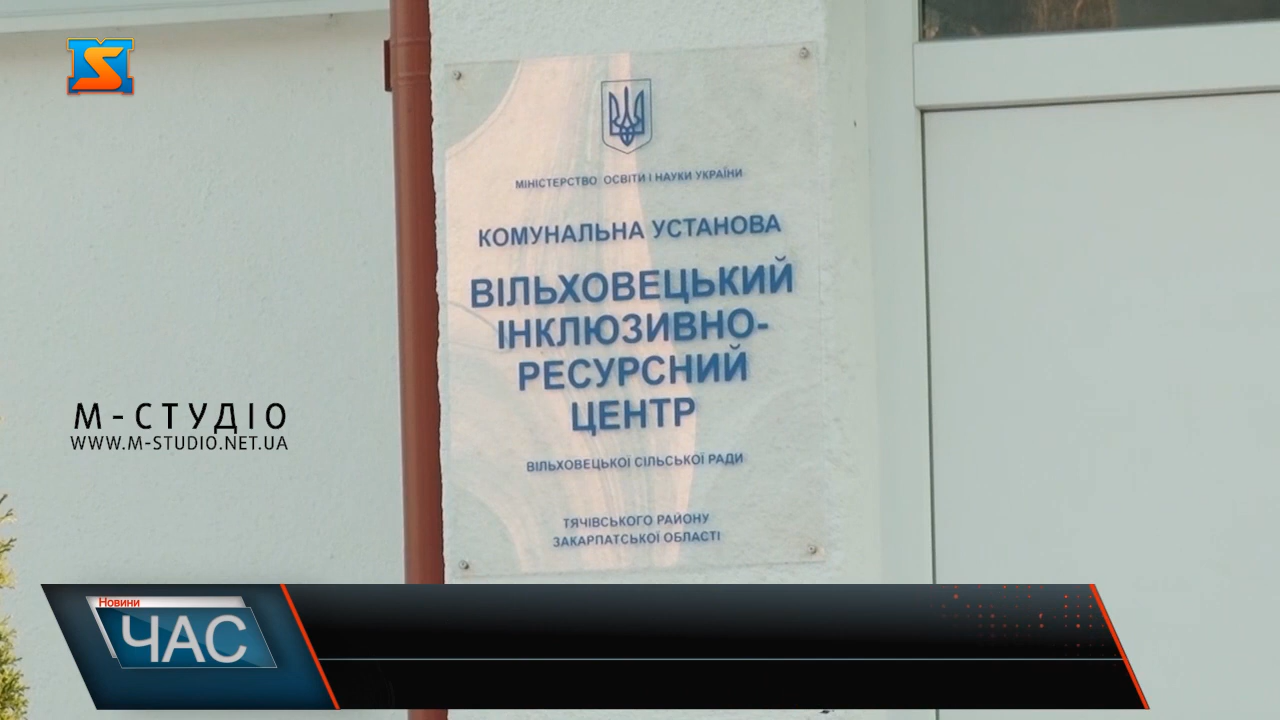 МІНІСТЕРСТВО ОСВІТИ І НАУКИ УКРАЇНИ
КОМУНАЛЬНА УСТАНОВА
ВІЛЬХОВЕЦЬКИЙ
ІНКЛЮЗИВНО-
РЕСУРСНИЙ
ЦЕНТР
ВІЛЬХОВЕЦЬКОЇ СІЛЬСЬКОЇ РАДИ
ТЯЧІВСЬКОГО РАЙОНУ
ЗАКАРПАТСЬКОЇ ОБЛАСТІ
М-СТУДІО
WWW.M-STUDIO.NET.UA
Новини
ЧАС